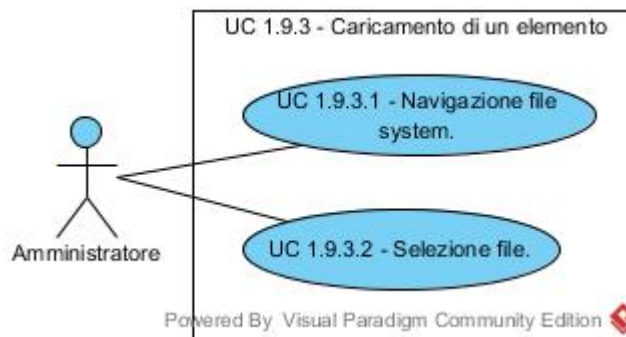 UC 1.9.3 - Caricamento di un elemento
UC 1.9.3.1 - Navigazione file
system.
Amministratore
UC 1.9.3.2 - Selezione file.
Powered By Visual Paradigm Community Edition